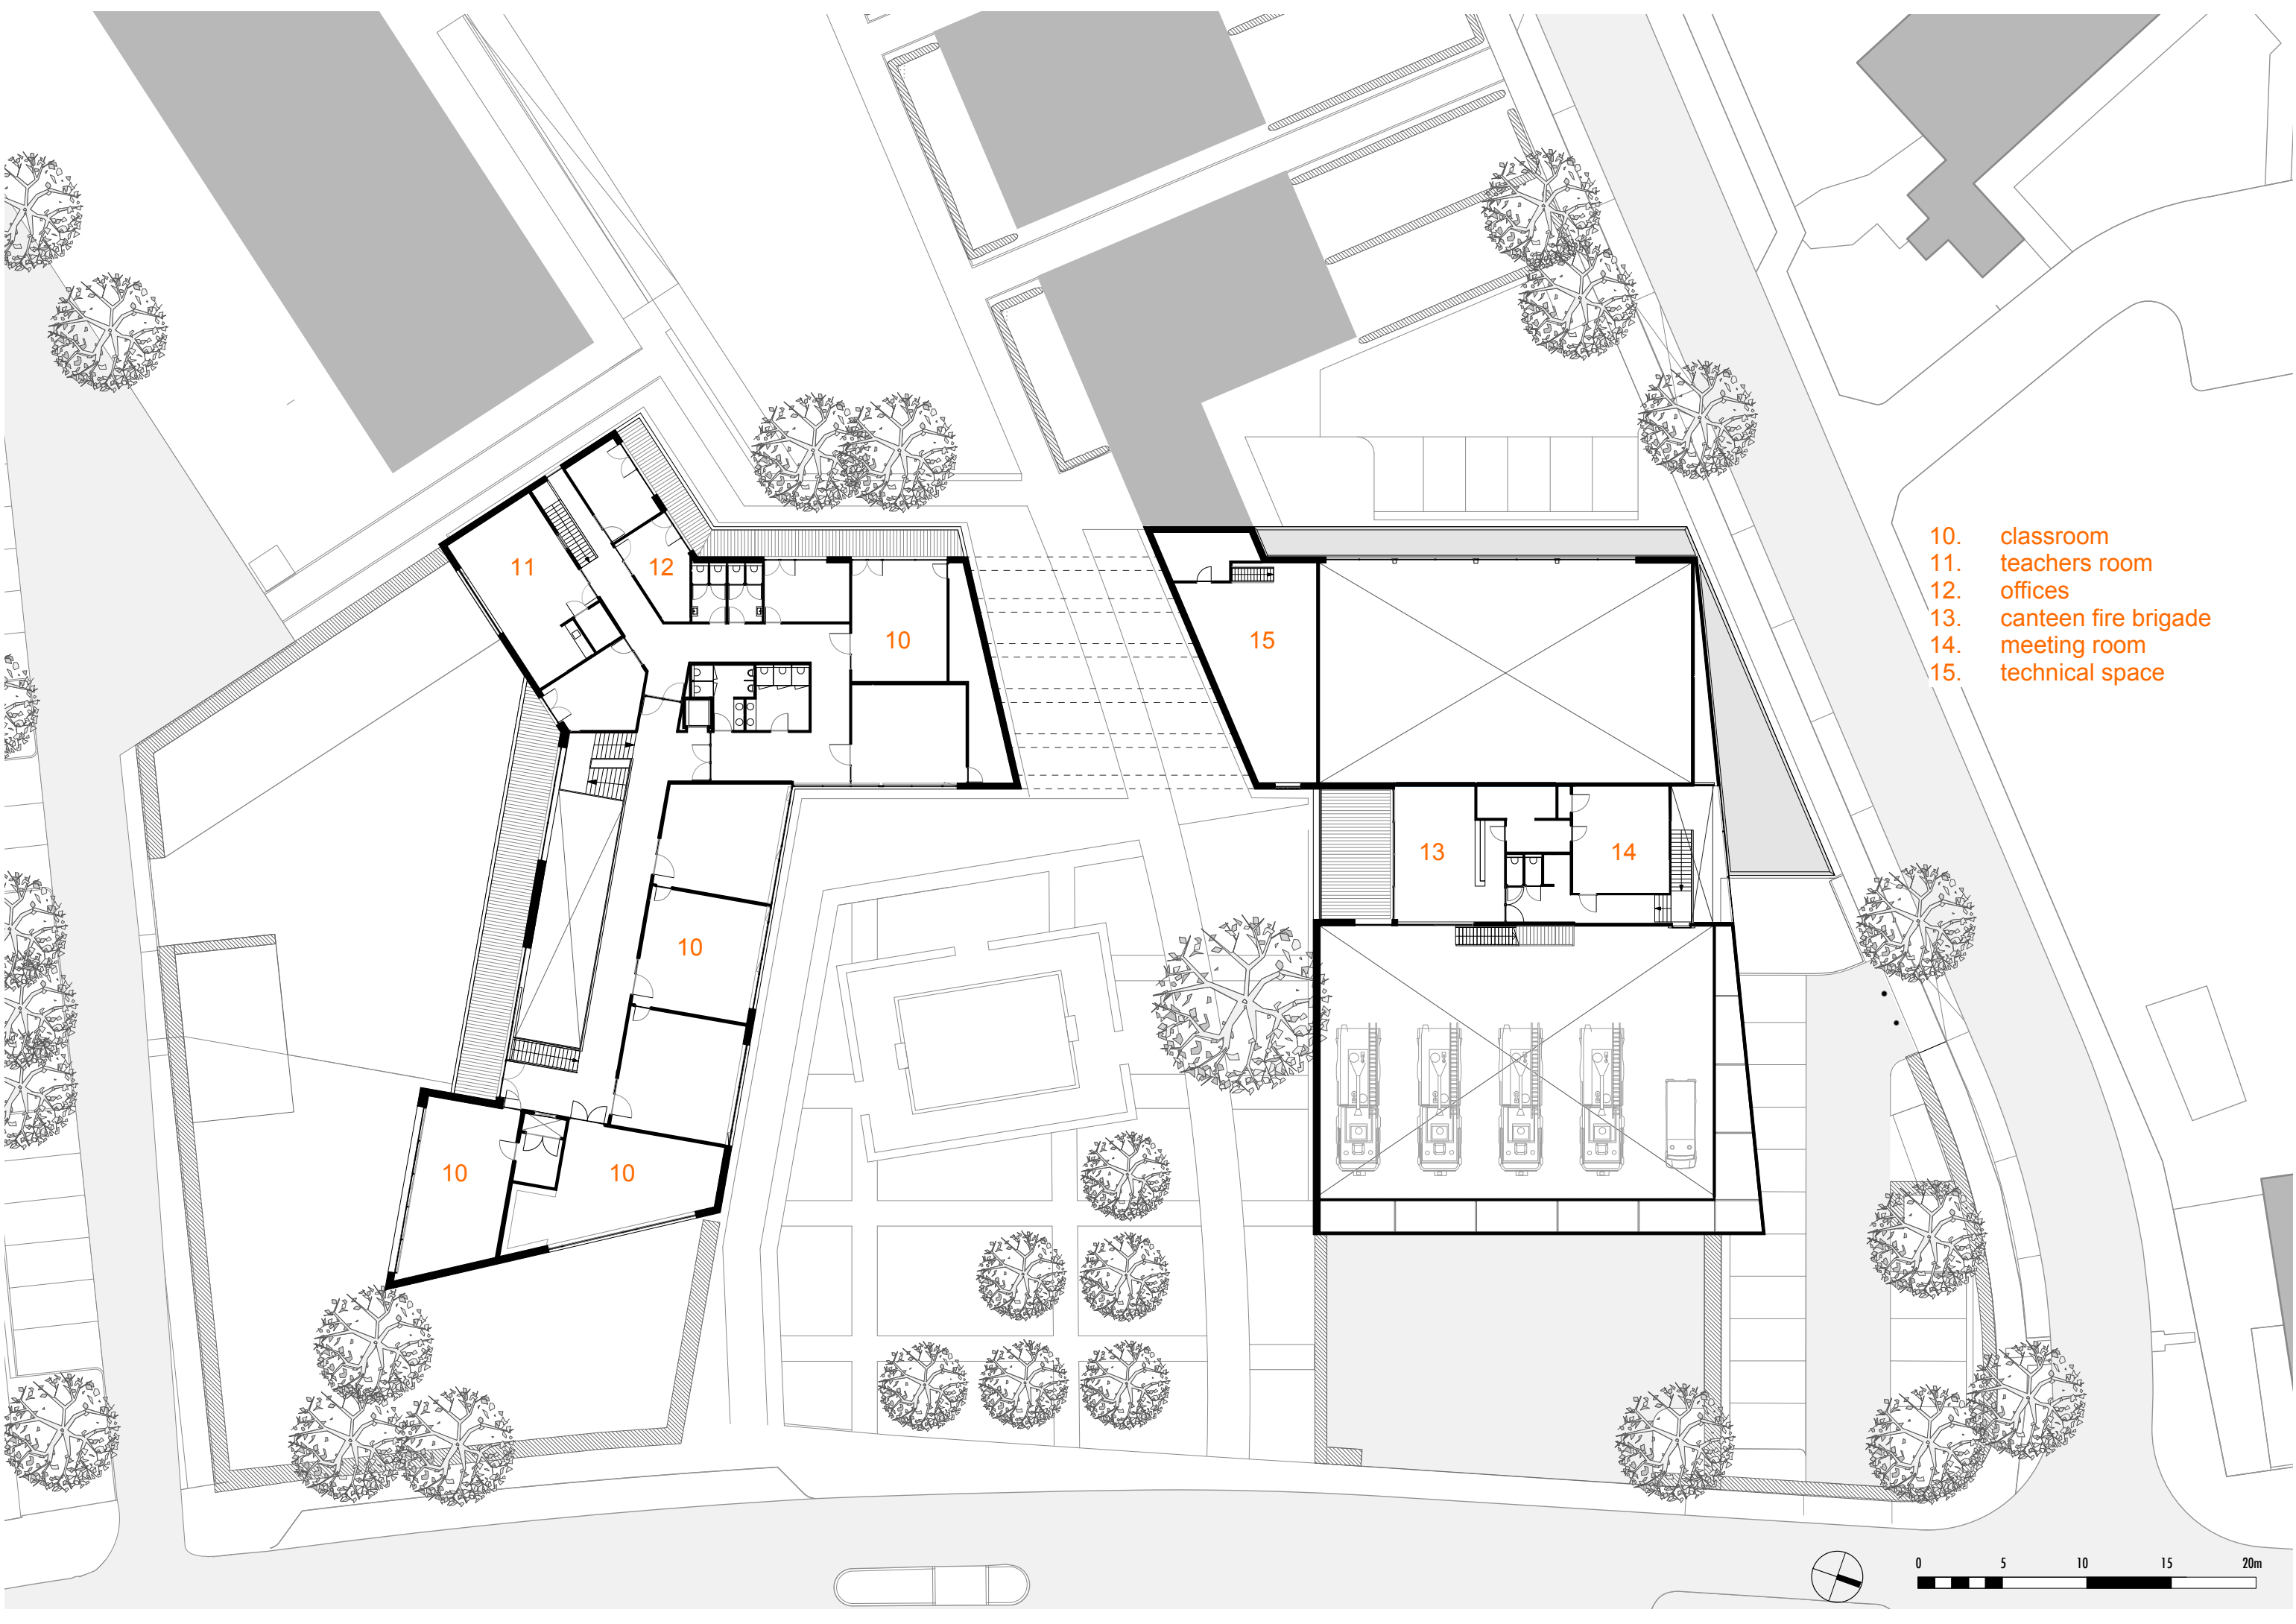 11
12
10
15
10. classroom
11. teachers room
12. offices
13. canteen fire brigade
14. meeting room
15. technical space
13
14
10
10
10
0 5 10 15 20m